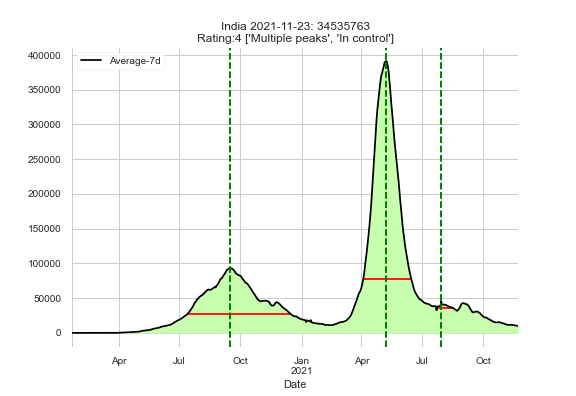 India 2021-11-23: 34535763
Rating:4 ['Multiple peaks', 'In control']
Average-7d
400000
350000
300000
250000
200000
150000
100000
50000
0
Apr Jul Oct Jan Apr Jul Oct
2021
Date